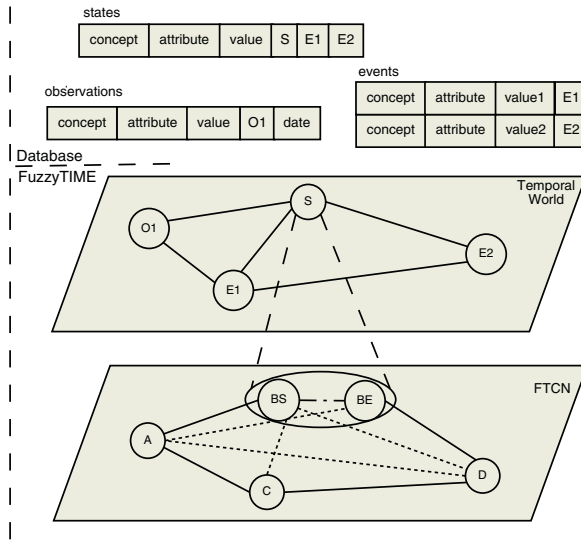 states
concept attribute value S E1 E2
events
concept attribute value1 E1
concept attribute value2 E2
observations
concept attribute value O1 date
Database
FuzzyTIME
Temporal
World
S
O1
E2
E1
FTCN
BS BE
A
D
C